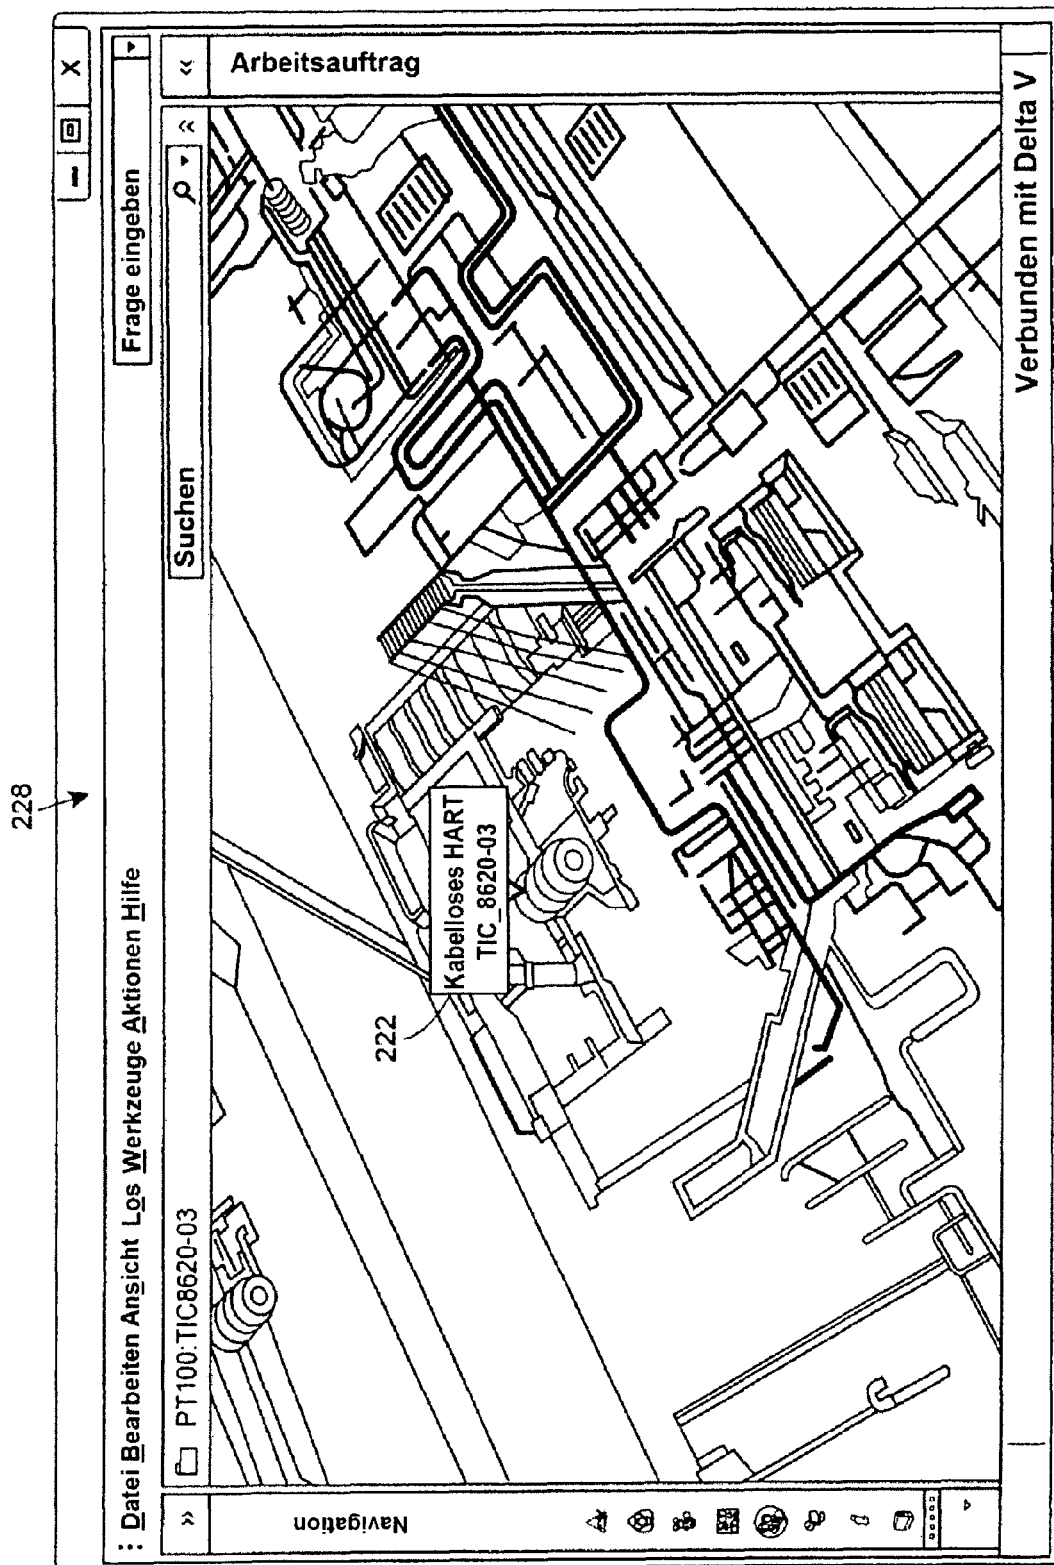 228
Datei Bearbeiten Ansicht Los Werkzeuge Aktionen Hilfe
Frage eingeben
PT100:TIC8620-03
Suchen
Navigation
Arbeitsauftrag
222
Kabelloses HART
TIC_8620-03
Verbunden mit Delta V